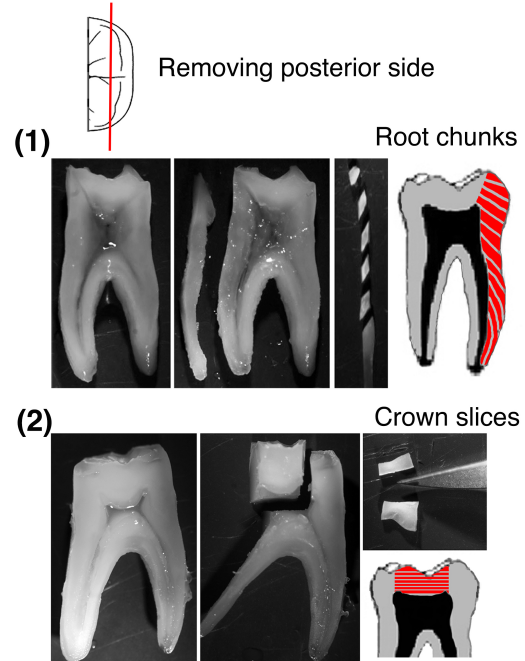 Removing posterior side
(1)
Root chunks
(2)
Crown slices